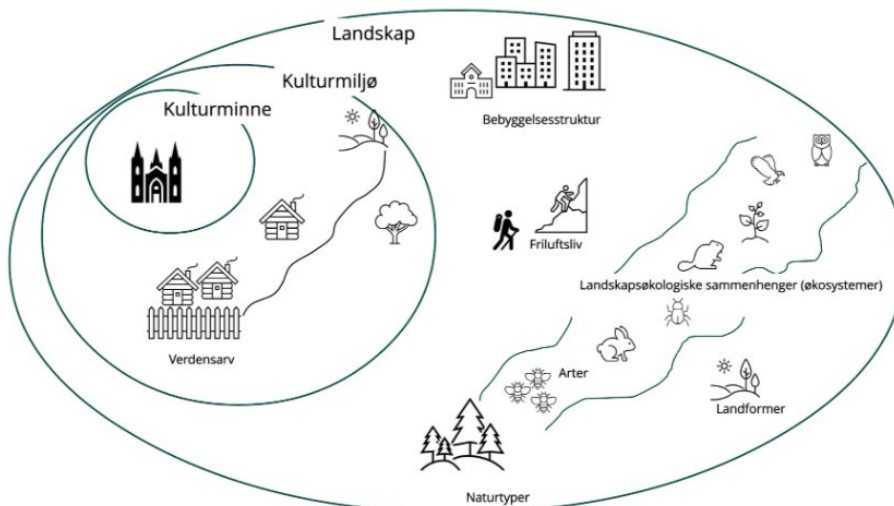 Landskap
Kulturmiljø
Kulturminne
Bebyggelsesstruktur
Friluftsliv
Landskapsøkologiske sammenhenger (økosystemer)
Verdensarv
Arter
Landformer
Naturtyper